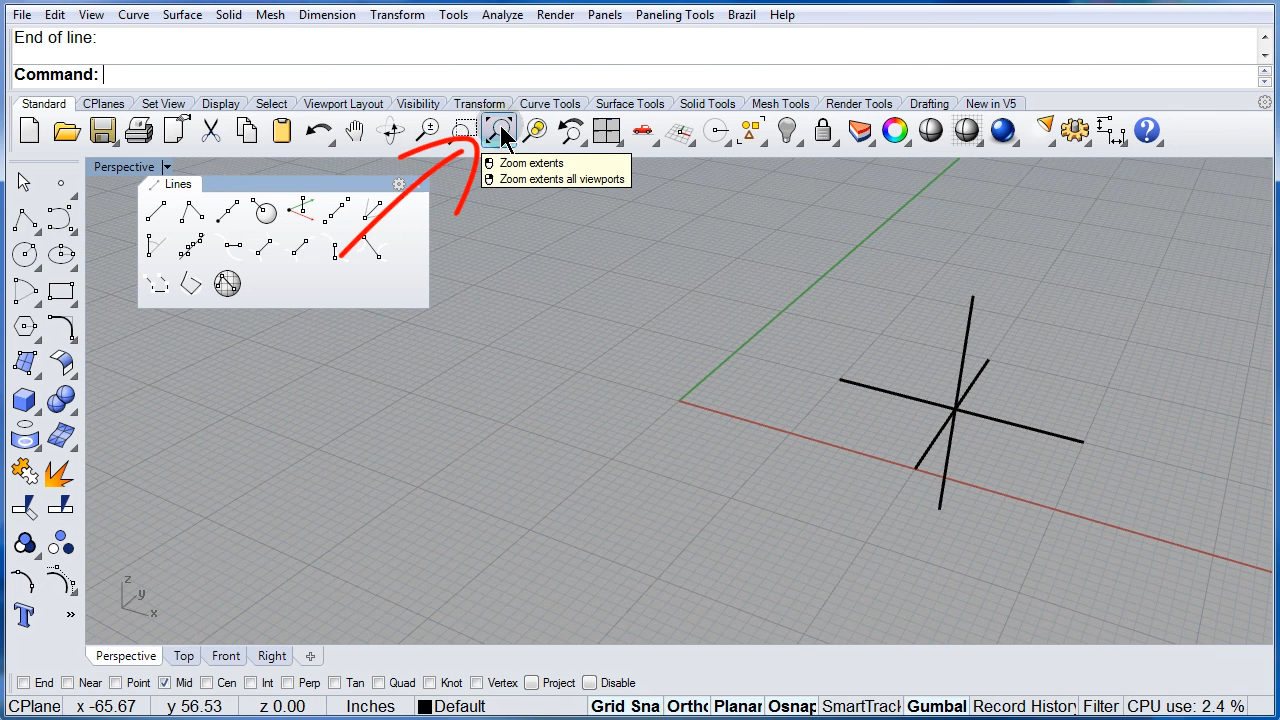 File Edit View Curve Surface Solid Mesh Dimension Transform Tools Analyze Render Panels Paneling Tools Brazil Help
End of line:
Command:
Standard CPlanes Set View Display Select Viewport Layout Visibility Transform Curve Tools Surface Tools Solid Tools Mesh Tools Render Tools Drafting New in V5
Zoom extents
Zoom extents all viewports
Perspective
Lines
z
y
x
T
Perspective Top Front Right
End Near Point Mid Cen Int Perp Tan Quad Knot Vertex Project Disable
CPlane x -65.67 y 56.53 z 0.00 Inches Default Grid Sna Ortho Planar Osnap SmartTrack Gumbal Record History Filter CPU use: 2.4 %